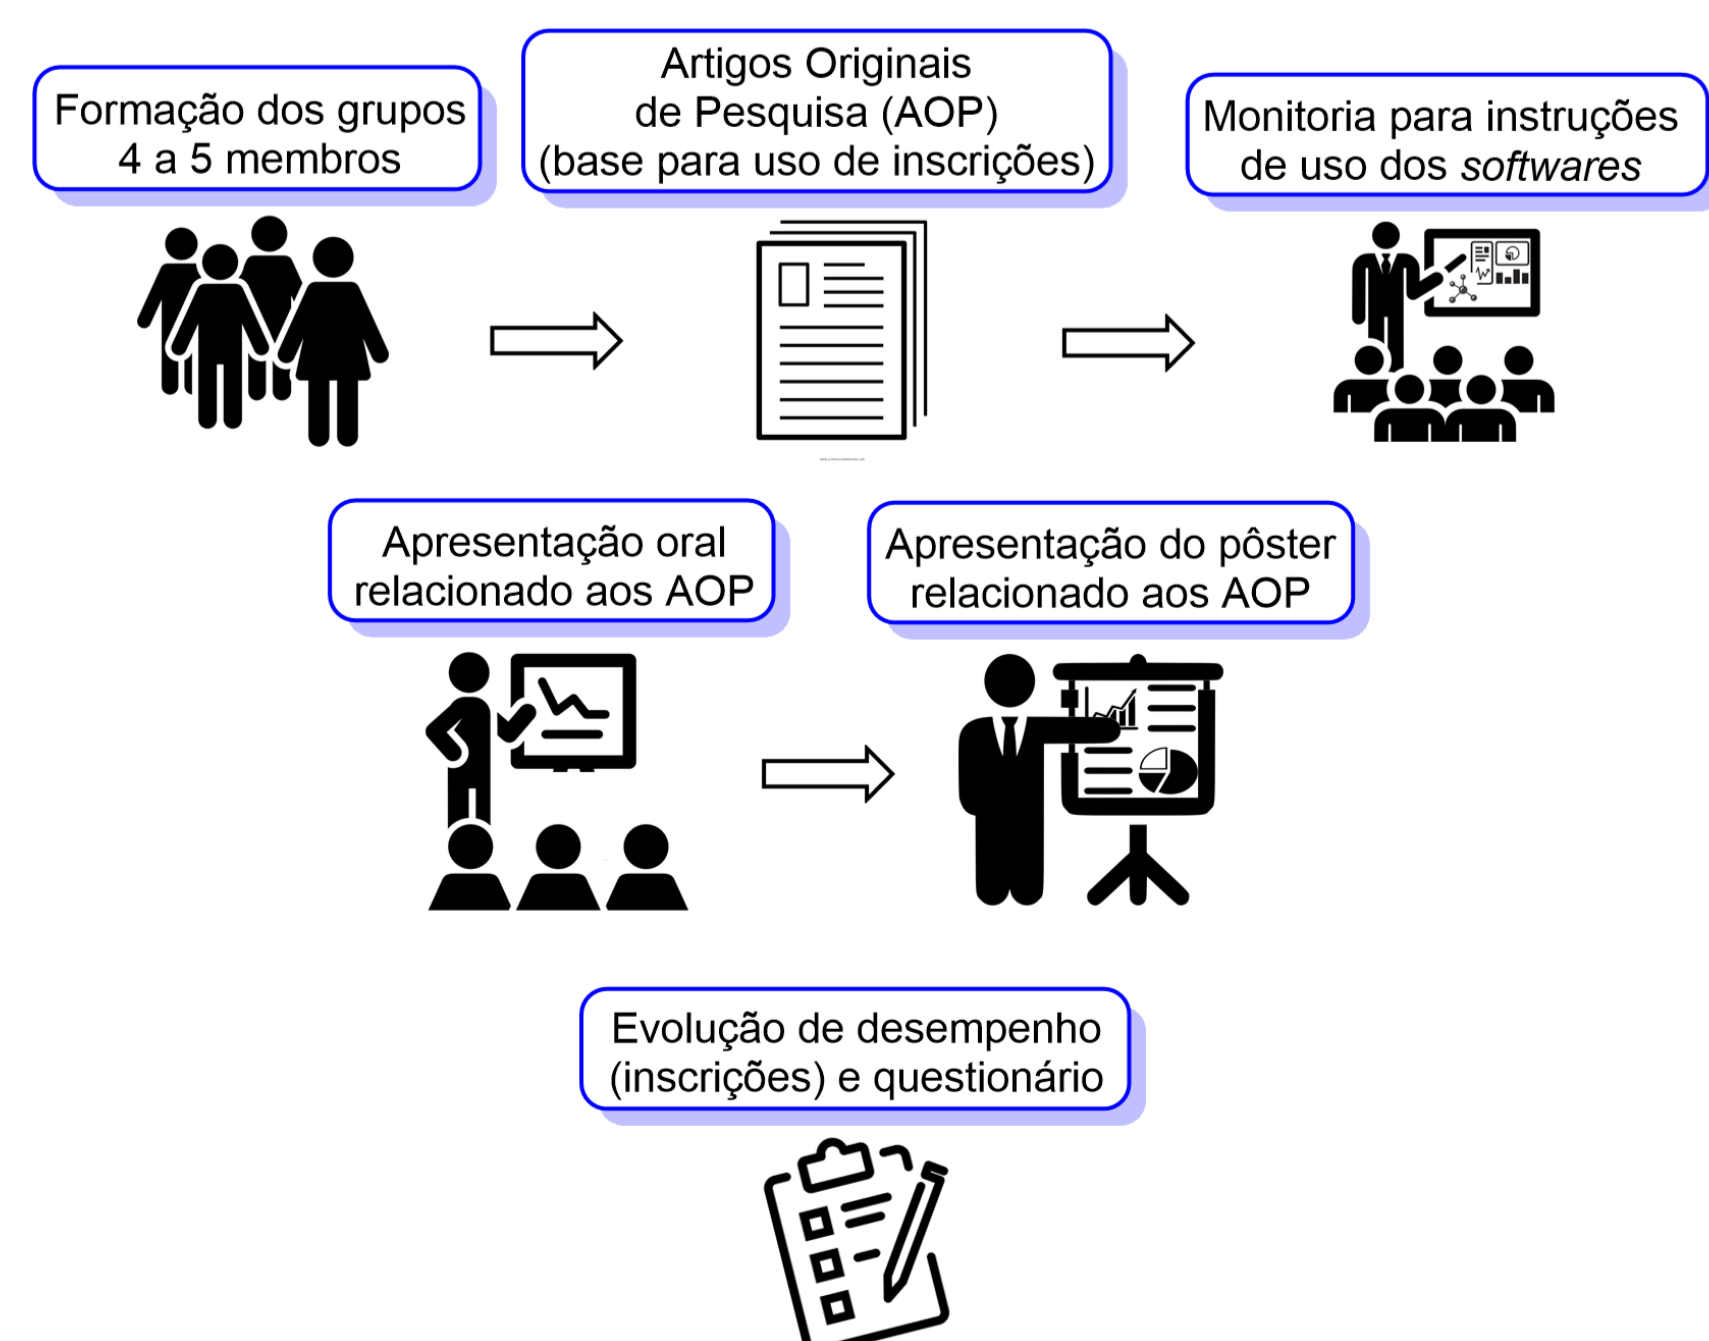 Formação dos grupos
4 a 5 membros
Artigos Originais
de Pesquisa (AOP)
(base para uso de inscrições)
Monitoria para instruções
de uso dos softwares
Apresentação oral
relacionado aos AOP
Apresentação do pôster
relacionado aos AOP
Evolução de desempenho
(inscrições) e questionário